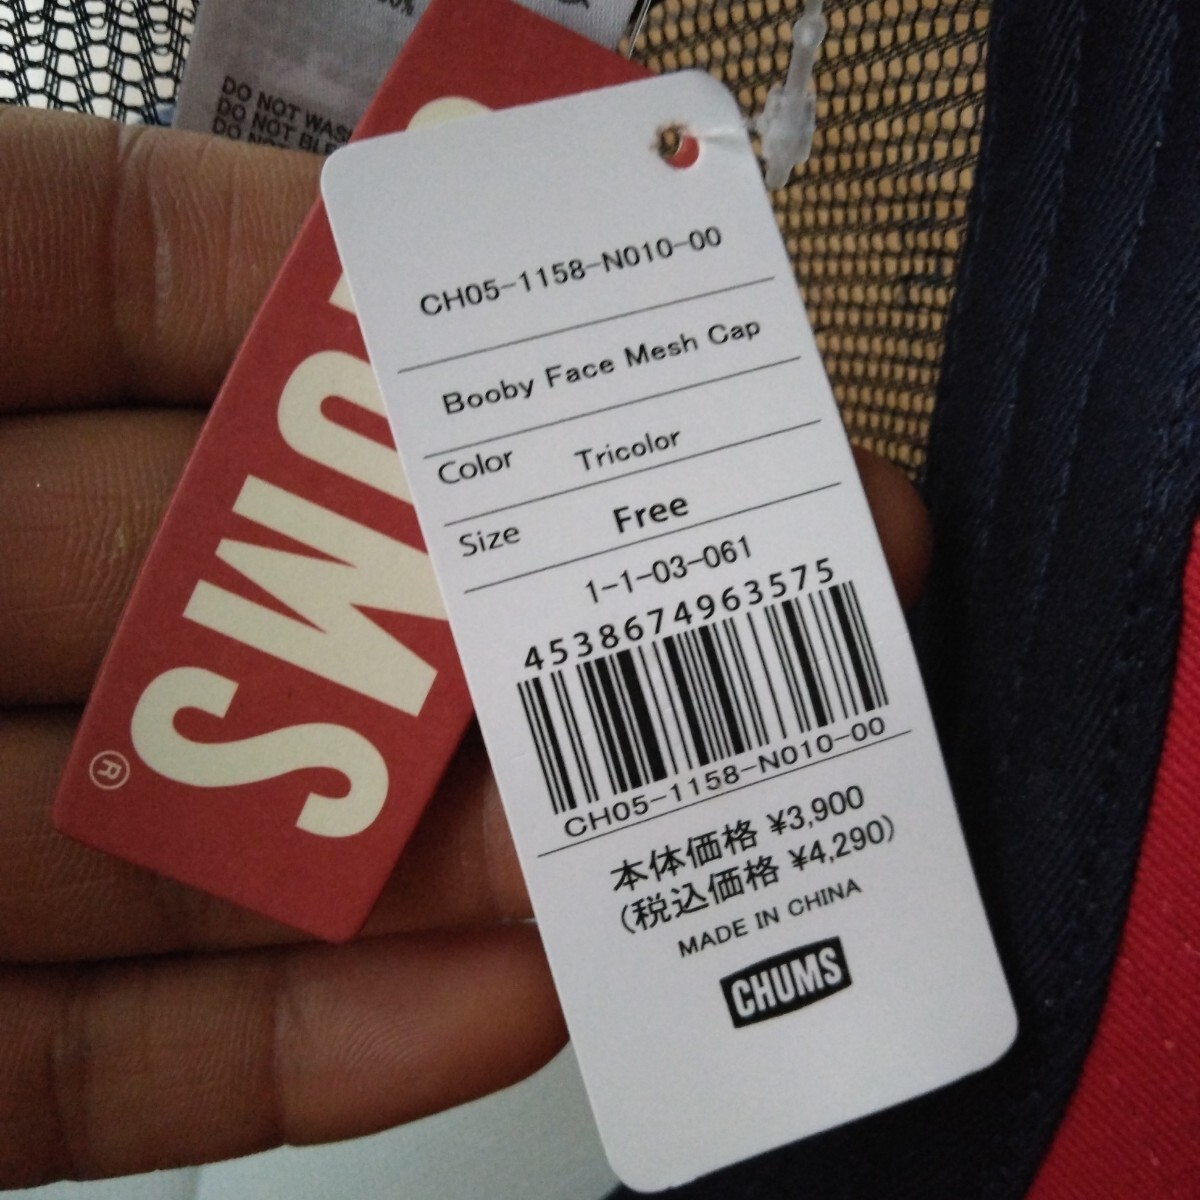 DO NOT WASH
DO NOT
DO NOT
UMS
®
CH05-1158-N010-00
Booby Face Mesh Cap
Color Tricolor
Size Free
1-1-03-061
4538674963575
CH05-1158-N010-00
本体価格 ¥3,900
(税込価格 ¥4,290)
MADE IN CHINA
CHUMS